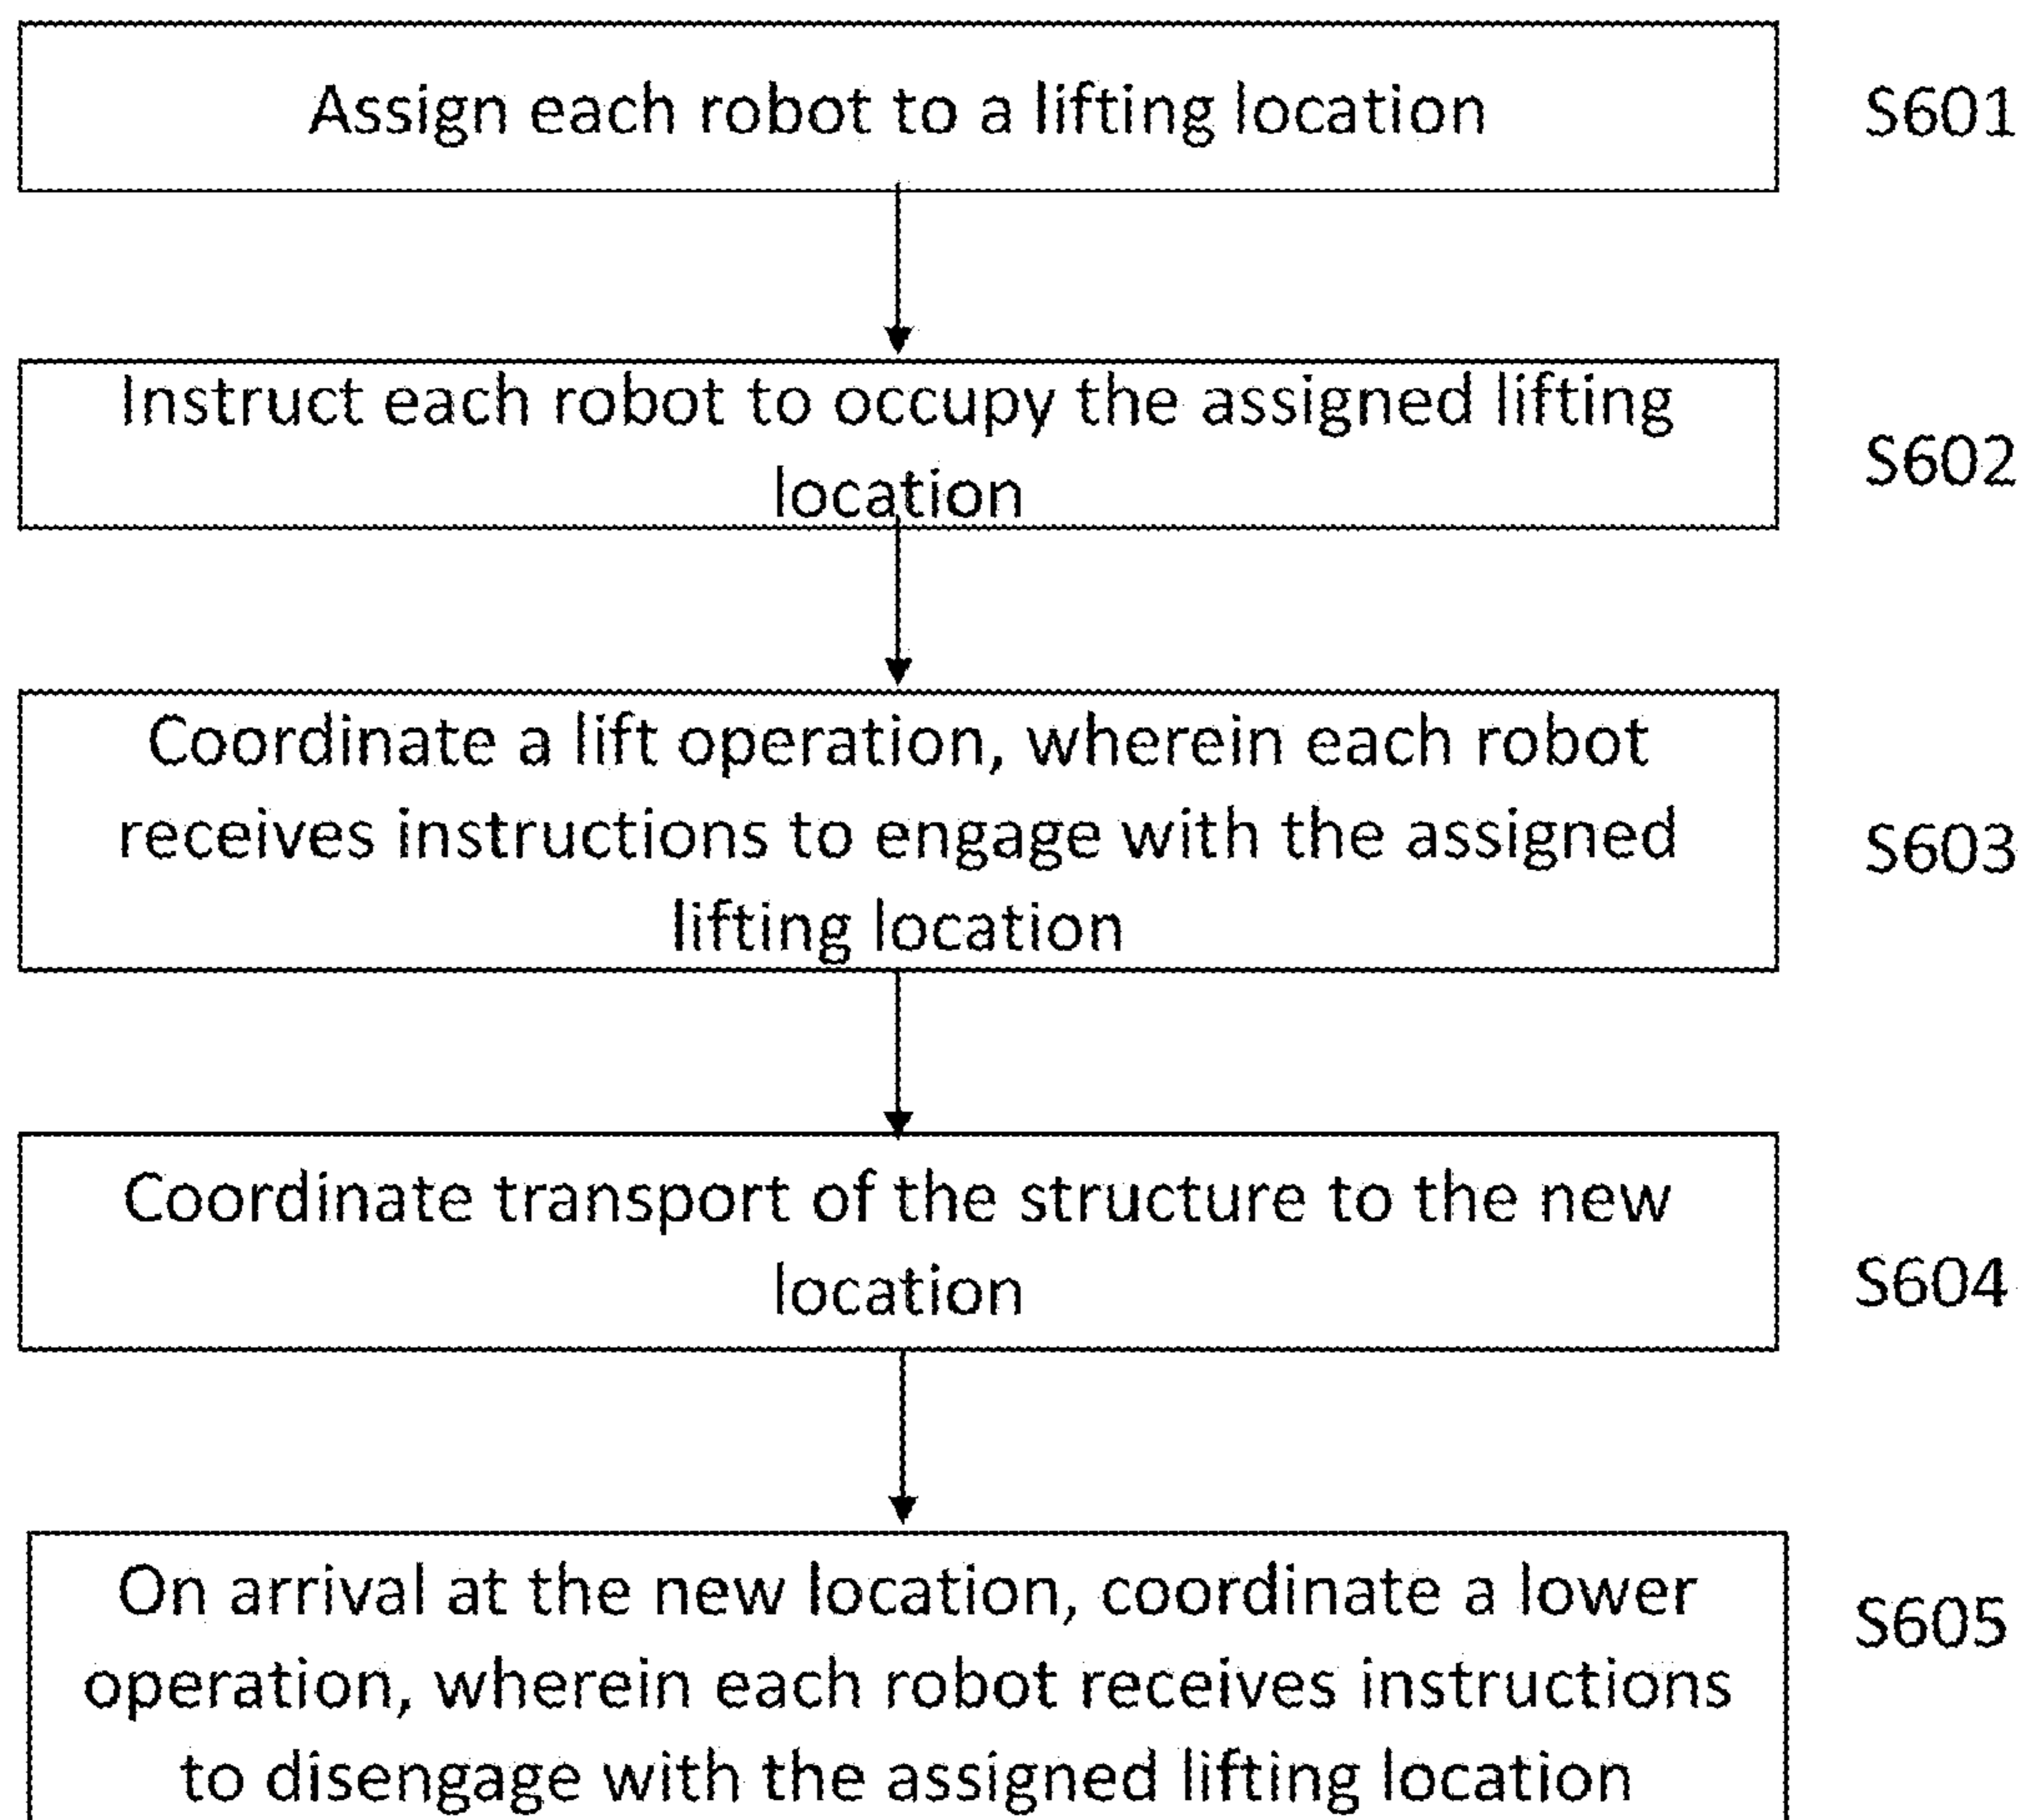 Assign each robot to a lifting location
S601
Instruct each robot to occupy the assigned lifting
location
S602
Coordinate a lift operation, wherein each robot
receives instructions to engage with the assigned
lifting location
S603
Coordinate transport of the structure to the new
location
S604
On arrival at the new location, coordinate a lower
operation, wherein each robot receives instructions
to disengage with the assigned lifting location
S605